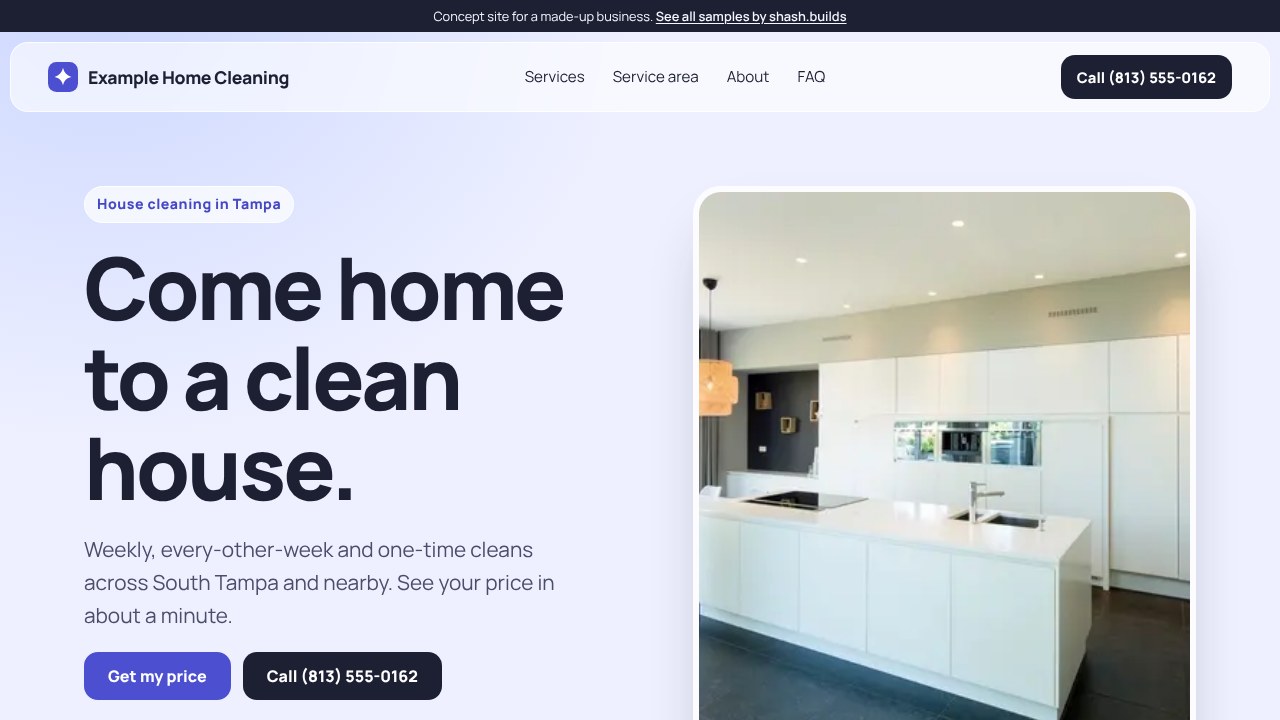 Concept site for a made-up business. See all samples by shash.builds
Example Home Cleaning
Services
Service area
About
FAQ
Call (813) 555-0162
House cleaning in Tampa
Come home
to a clean
house.
Weekly, every-other-week and one-time cleans
across South Tampa and nearby. See your price in
about a minute.
Get my price
Call (813) 555-0162